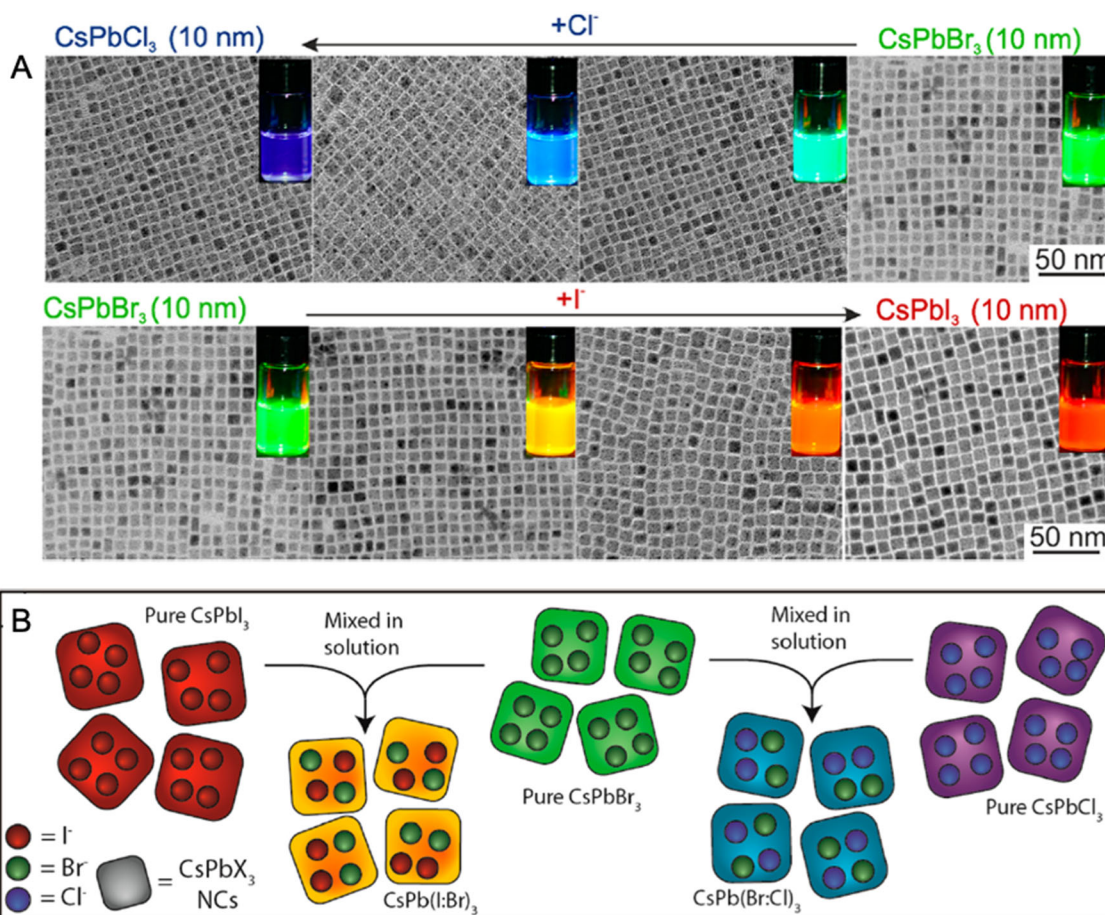 A
CsPbCl₃ (10 nm)
+Cl⁻
CsPbBr₃ (10 nm)
50 nm
CsPbBr₃ (10 nm)
+I⁻
CsPbI₃ (10 nm)
50 nm
B
Pure CsPbI₃
Mixed in
solution
Mixed in
solution
Pure CsPbBr₃
Pure CsPbCl₃
= I⁻
= Br⁻
= Cl⁻
= CsPbX₃
NCs
CsPb(I:Br)₃
CsPb(Br:Cl)₃